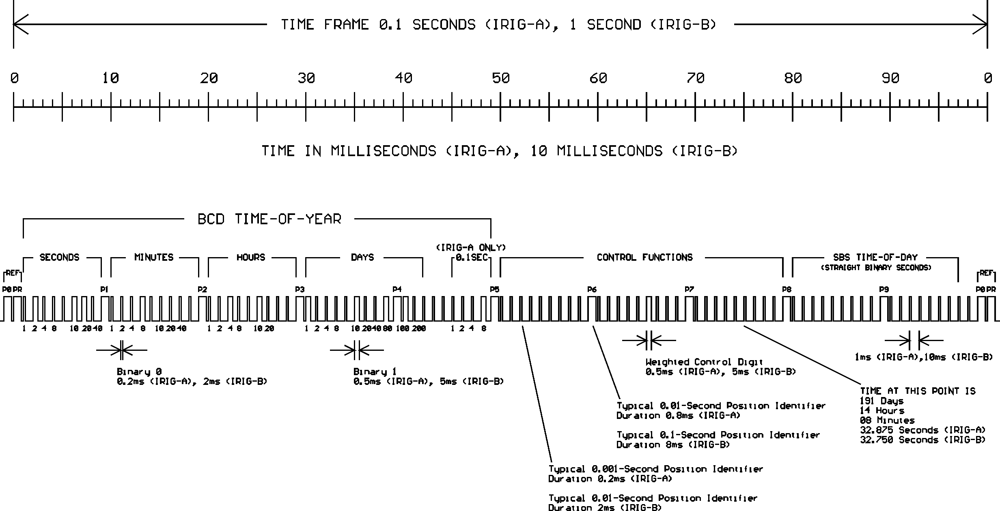 TIME FRAME 0.1 SECONDS (IRIG-A), 1 SECOND (IRIG-B)
0 10 20 30 40 50 60 70 80 90 0
TIME IN MILLISECONDS (IRIG-A), 10 MILLISECONDS (IRIG-B)
BCD TIME-OF-YEAR
(IRIG-A ONLY)
SECONDS MINUTES HOURS DAYS 0.1SEC CONTROL FUNCTIONS SBS TIME-OF-DAY
(STRAIGHT BINARY SECONDS)
REF REF
P0 PR P1 P2 P3 P4 P5 P6 P7 P8 P9 P0 PR
1 2 4 8 10 20 40 1 2 4 8 10 20 40 1 2 4 8 10 20 1 2 4 8 10 20 40 80 100 200 1 2 4 8
Binary 0
0.2ms (IRIG-A), 2ms (IRIG-B)
Binary 1
0.5ms (IRIG-A), 5ms (IRIG-B)
Weighted Control Digit
0.5ms (IRIG-A), 5ms (IRIG-B)
1ms (IRIG-A),10ms (IRIG-B)
TIME AT THIS POINT IS
191 Days
14 Hours
08 Minutes
32.875 Seconds (IRIG-A)
32.750 Seconds (IRIG-B)
Typical 0.01-Second Position Identifier
Duration 0.8ms (IRIG-A)
Typical 0.1-Second Position Identifier
Duration 8ms (IRIG-B)
Typical 0.001-Second Position Identifier
Duration 0.2ms (IRIG-A)
Typical 0.01-Second Position Identifier
Duration 2ms (IRIG-B)